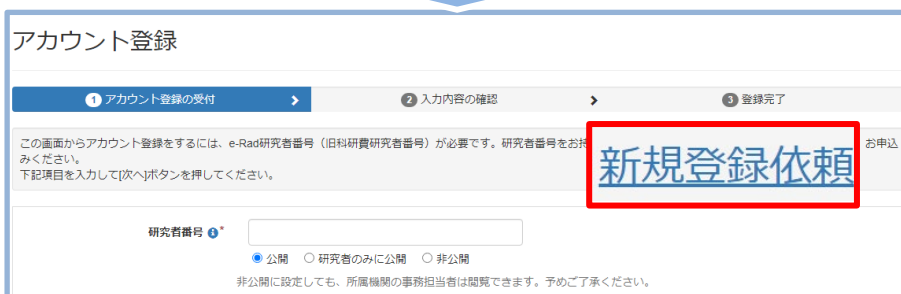 アカウント登録
1 アカウント登録の受付 > 2 入力内容の確認 > 3 登録完了
この画面からアカウント登録をするには、e-Rad研究者番号（旧科研費研究者番号）が必要です。研究者番号をお持 新規登録依頼 お申込
みください。
下記項目を入力して[次へ]ボタンを押してください。
研究者番号 *
公開 研究者のみに公開 非公開
非公開に設定しても、所属機関の事務担当者は閲覧できます。予めご了承ください。